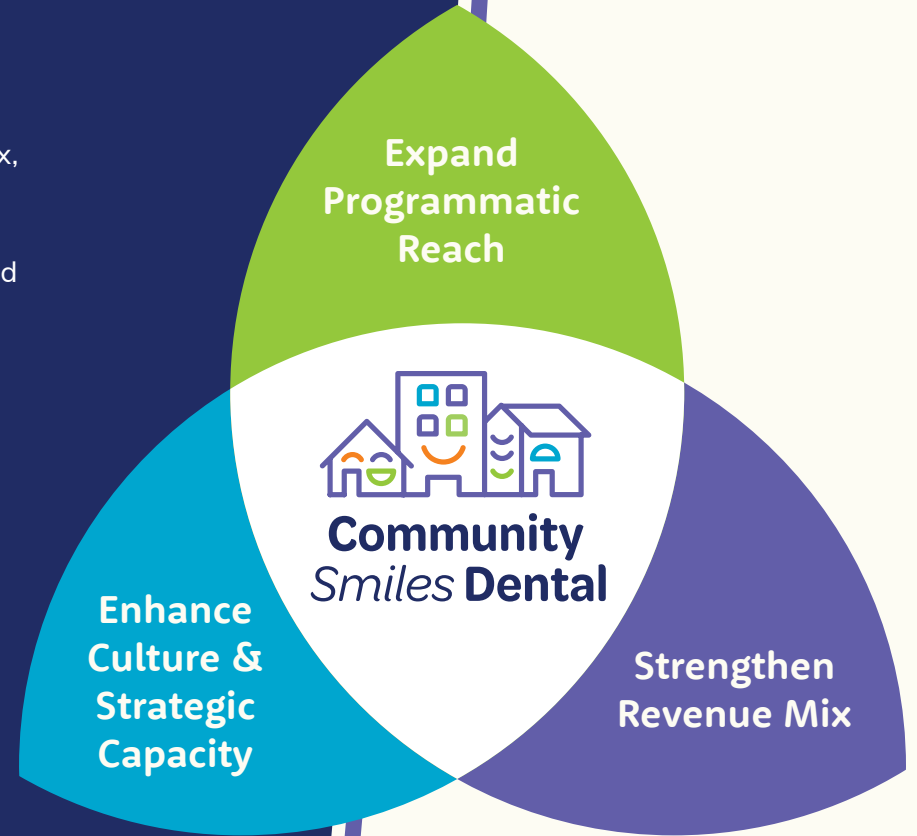 x,
d
Expand
Programmatic
Reach
Community
Smiles Dental
Enhance
Culture &
Strategic
Capacity
Strengthen
Revenue Mix